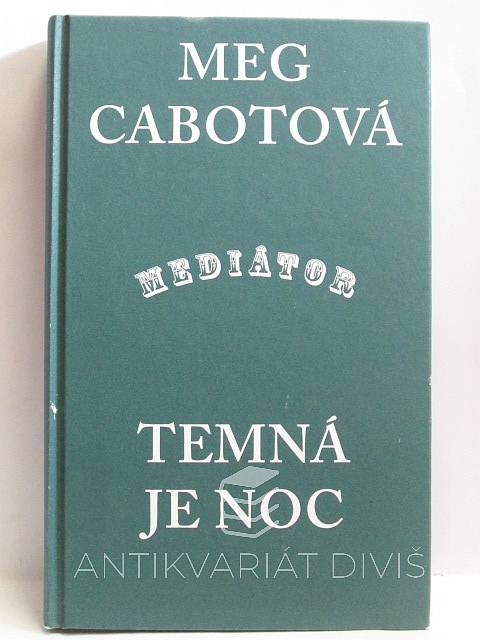 MEG
CABOTOVÁ
MEDIÁTOR
TEMNÁ
JE NOC
ANTIKVARIÁT DIVIŠ